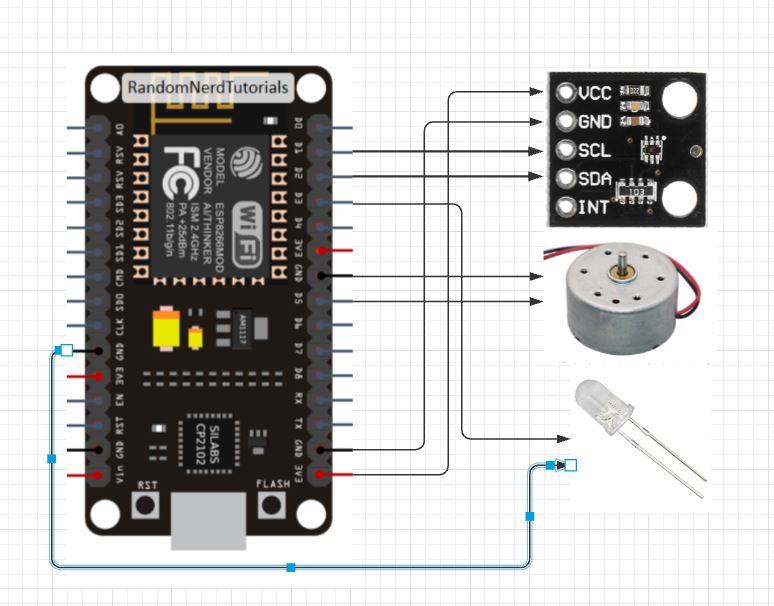 RandomNerdTutorials
A0
RSV
RSV
SD3
SD2
SD1
CMD
SD0
CLK
GND
3V3
EN
RST
GND
Vin
FC
MODEL
VENDOR
ESP8266MOD
AI/THINKER
ISM 2.4GHz
PA +25dBm
802.11b/g/n
Wi Fi
AM1117
SILABS
CP2102
RST
FLASH
D0
D1
D2
D3
D4
3V3
GND
D5
D6
D7
D8
RX
TX
GND
3V3
VCC
GND
SCL
SDA
INT
103